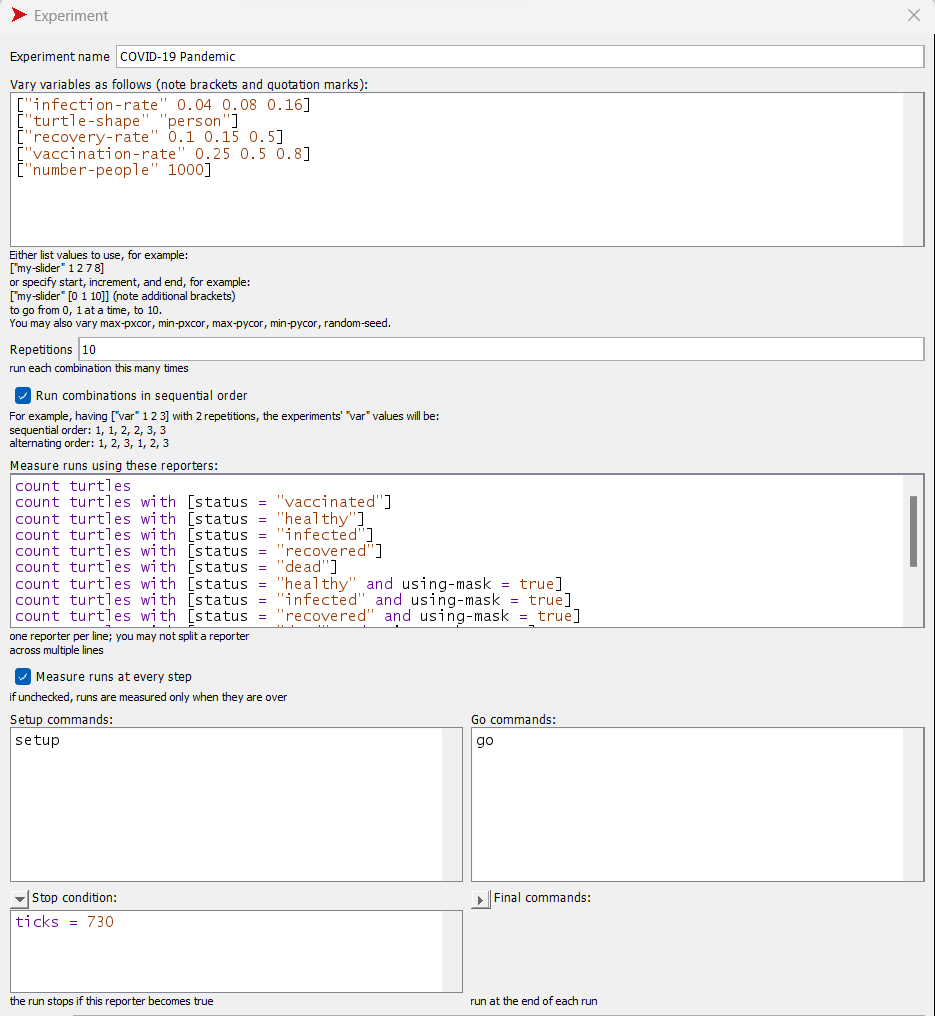 Experiment
Experiment name COVID-19 Pandemic
Vary variables as follows (note brackets and quotation marks):
["infection-rate" 0.04 0.08 0.16]
["turtle-shape" "person"]
["recovery-rate" 0.1 0.15 0.5]
["vaccination-rate" 0.25 0.5 0.8]
["number-people" 1000]
Either list values to use, for example:
["my-slider" 1 2 7 8]
or specify start, increment, and end, for example:
["my-slider" [0 1 10]] (note additional brackets)
to go from 0, 1 at a time, to 10.
You may also vary max-pxcor, min-pxcor, max-pycor, min-pycor, random-seed.
Repetitions 10
run each combination this many times
Run combinations in sequential order
For example, having ["var" 1 2 3] with 2 repetitions, the experiments' "var" values will be:
sequential order: 1, 1, 2, 2, 3, 3
alternating order: 1, 2, 3, 1, 2, 3
Measure runs using these reporters:
count turtles
count turtles with [status = "vaccinated"]
count turtles with [status = "healthy"]
count turtles with [status = "infected"]
count turtles with [status = "recovered"]
count turtles with [status = "dead"]
count turtles with [status = "healthy" and using-mask = true]
count turtles with [status = "infected" and using-mask = true]
count turtles with [status = "recovered" and using-mask = true]
one reporter per line; you may not split a reporter
across multiple lines
Measure runs at every step
if unchecked, runs are measured only when they are over
Setup commands:
setup
Go commands:
go
Stop condition:
ticks = 730
the run stops if this reporter becomes true
Final commands:
run at the end of each run